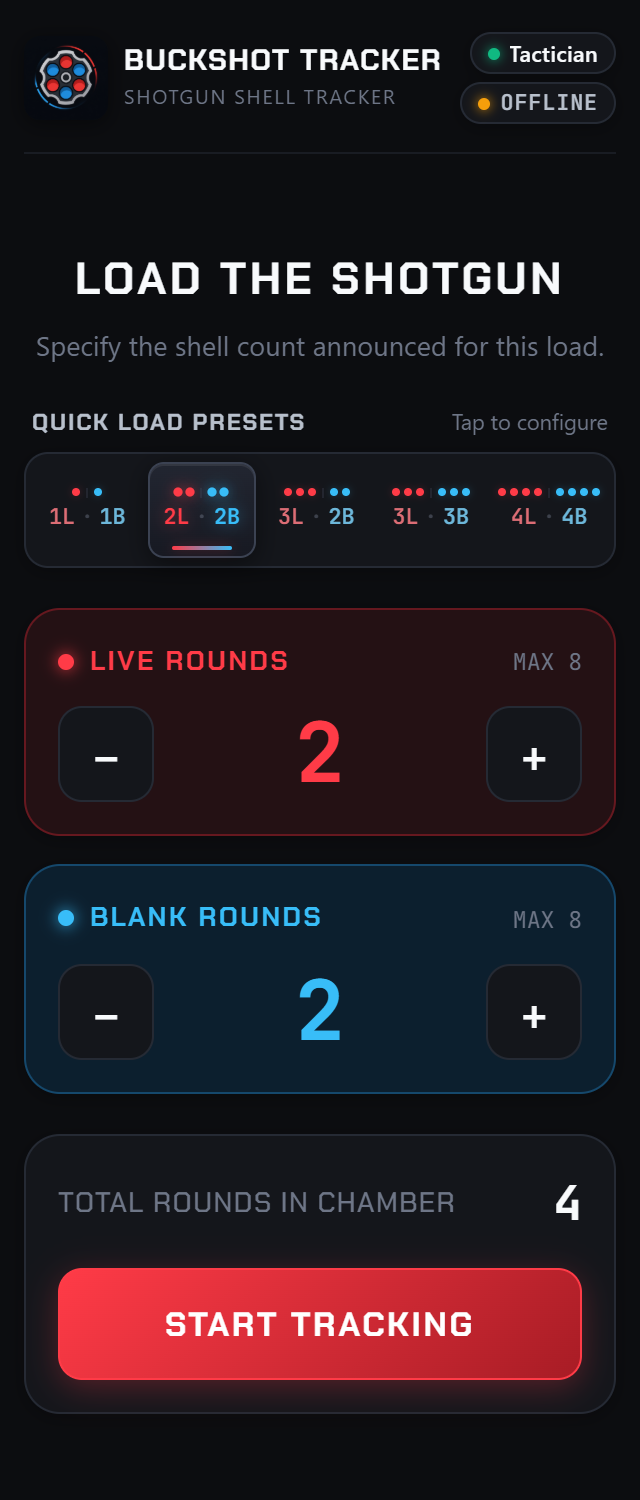 BUCKSHOT TRACKER
SHOTGUN SHELL TRACKER
Tactician
OFFLINE
LOAD THE SHOTGUN
Specify the shell count announced for this load.
QUICK LOAD PRESETS Tap to configure
1L · 1B 2L · 2B 3L · 2B 3L · 3B 4L · 4B
LIVE ROUNDS MAX 8
− 2 +
BLANK ROUNDS MAX 8
− 2 +
TOTAL ROUNDS IN CHAMBER 4
START TRACKING